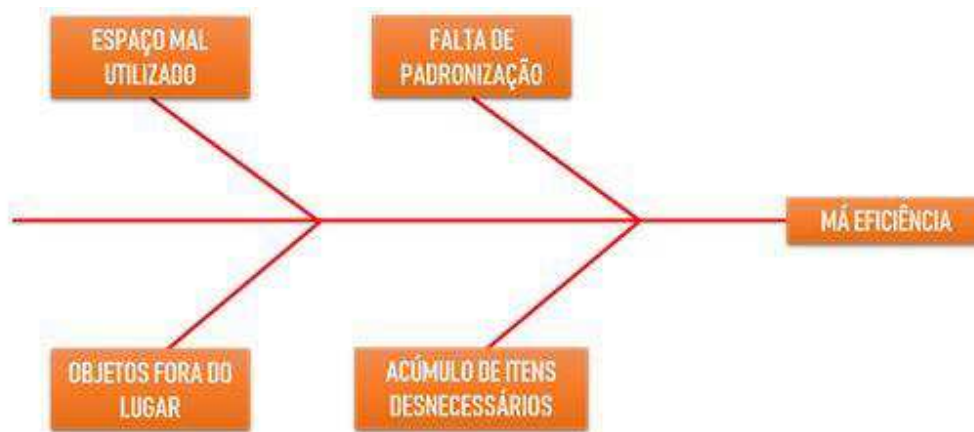 ESPAÇO MAL
UTILIZADO
FALTA DE
PADRONIZAÇÃO
MÁ EFICIÊNCIA
OBJETOS FORA DO
LUGAR
ACÚMULO DE ITENS
DESNECESSÁRIOS